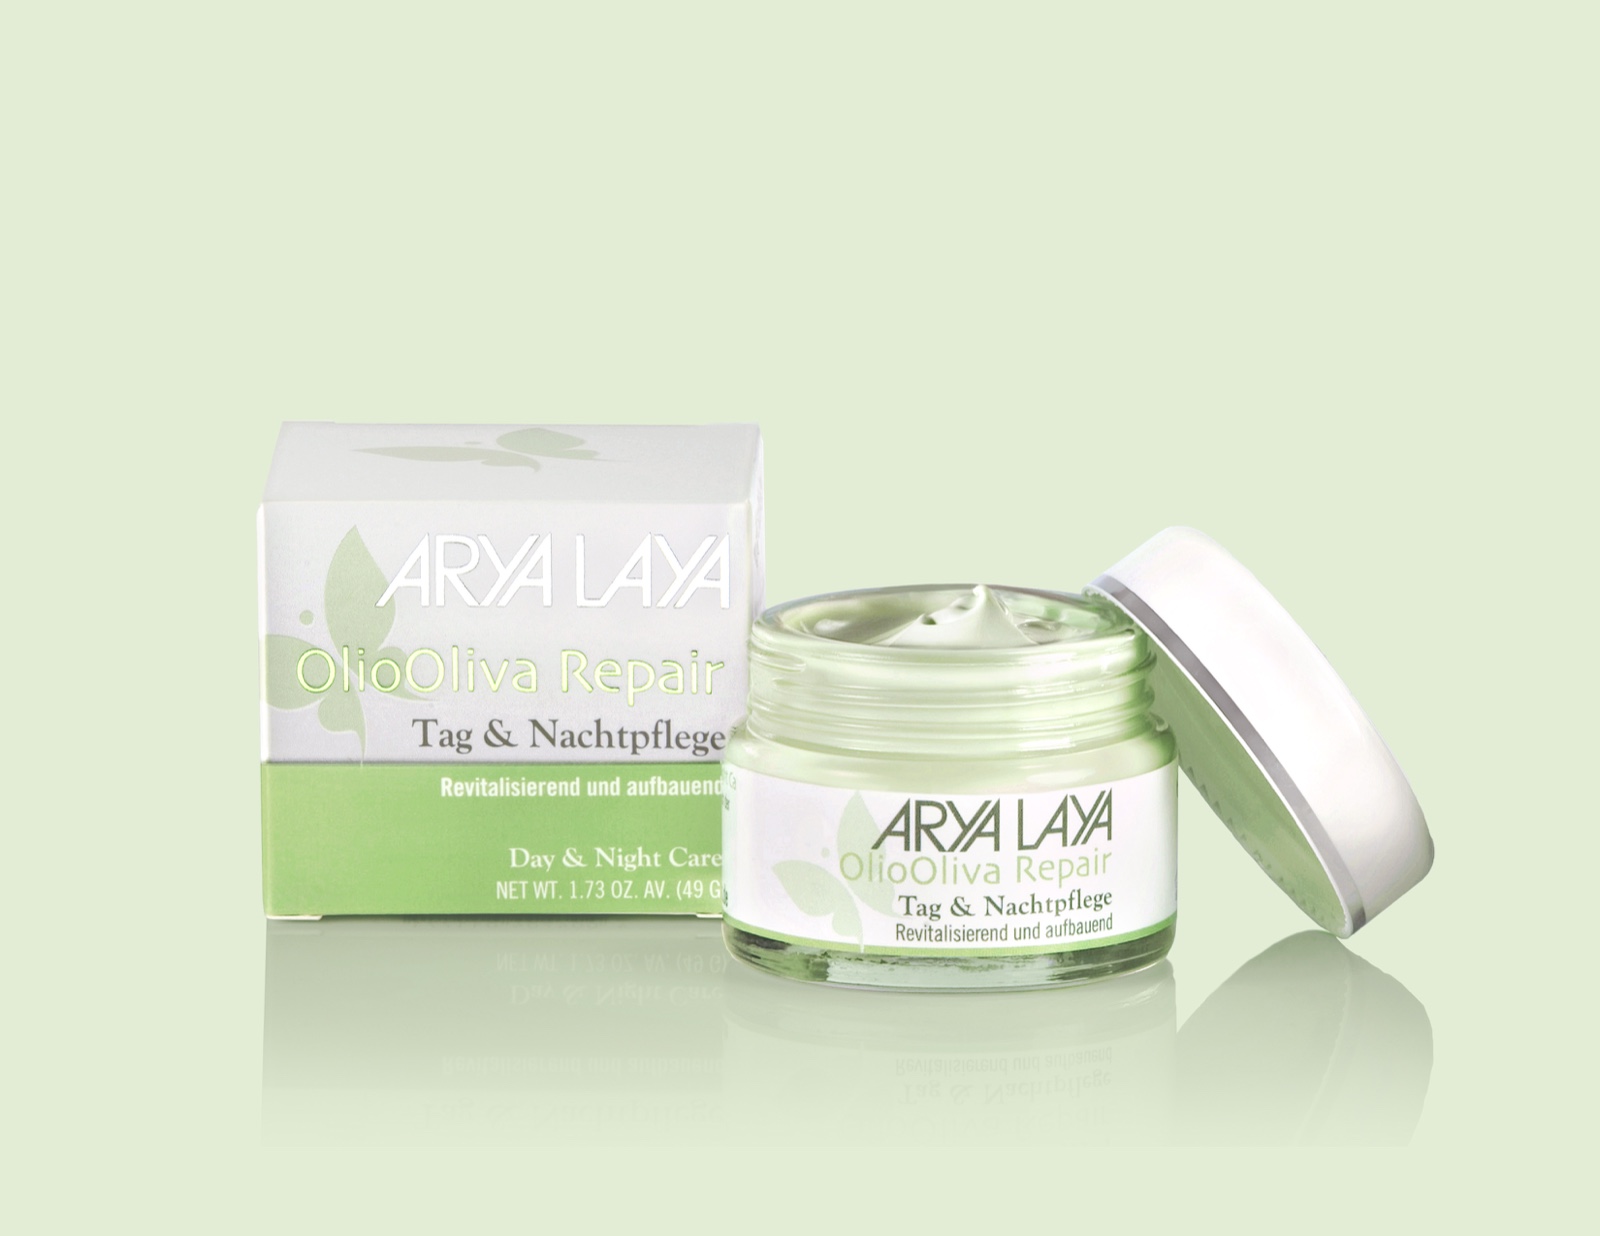 ARYA LAYA
OlioOliva Repair
Tag & Nachtpflege
Revitalisierend und aufbauend
Day & Night Care
NET WT. 1.73 OZ. AV. (49 G)
ARYA LAYA
OlioOliva Repair
Tag & Nachtpflege
Revitalisierend und aufbauend